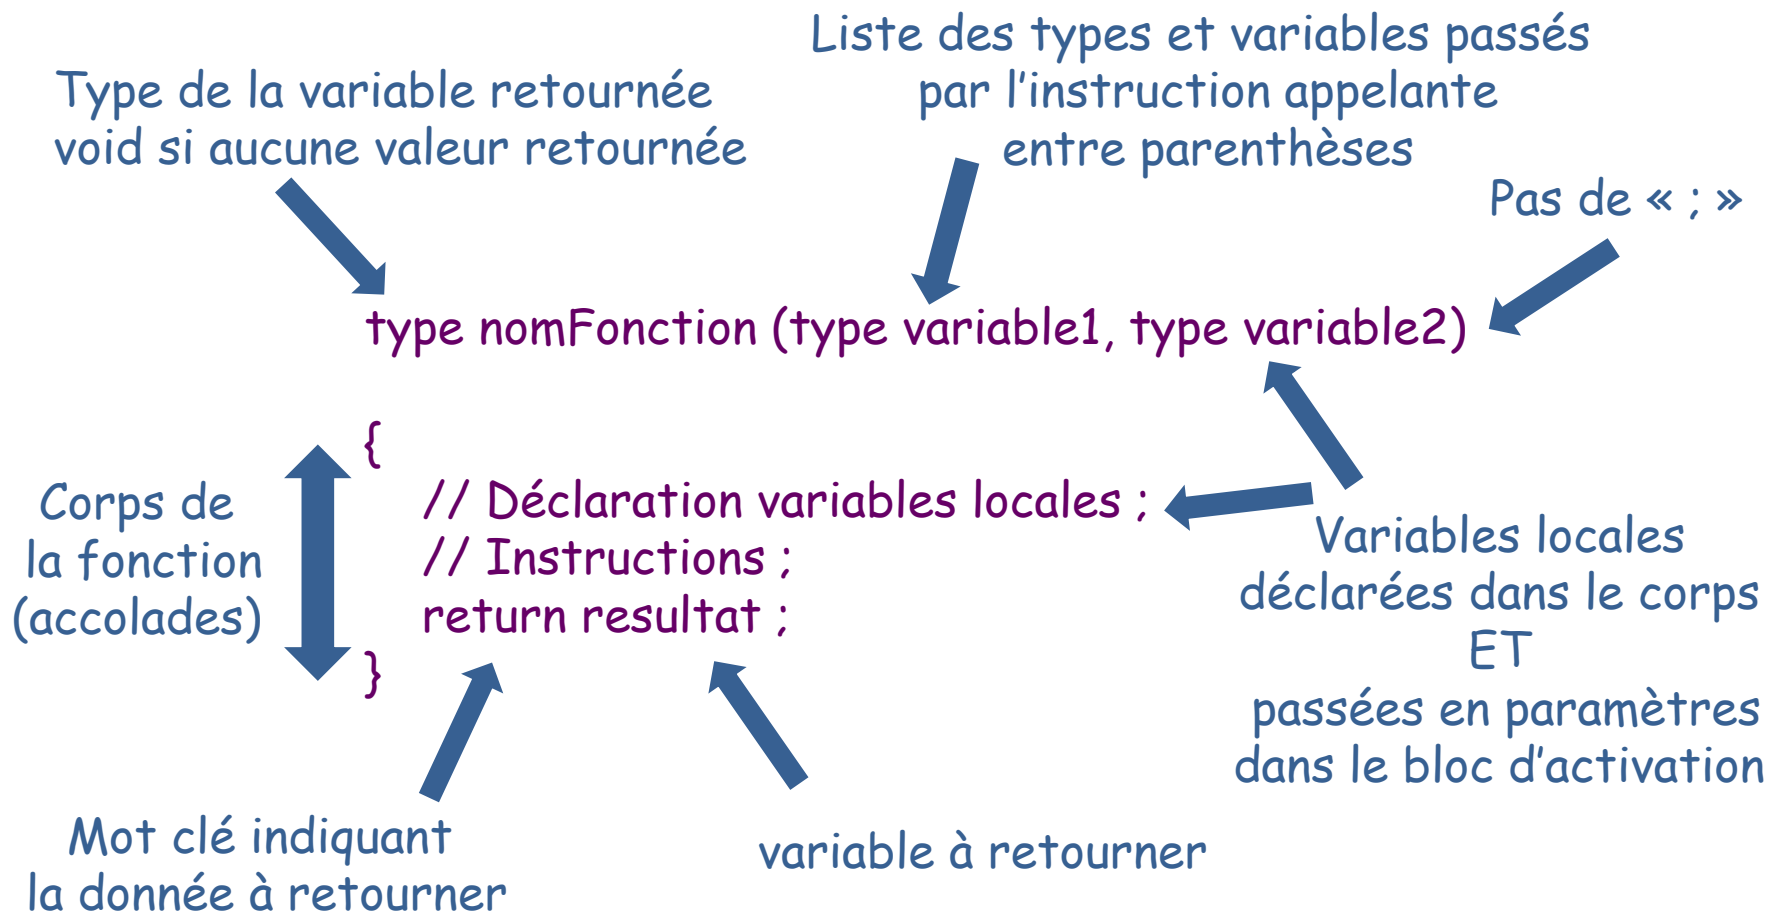 Liste des types et variables passés
par l’instruction appelante
entre parenthèses
Type de la variable retournée
void si aucune valeur retournée
Pas de « ; »
type nomFonction (type variable1, type variable2)
{
// Déclaration variables locales ;
// Instructions ;
return resultat ;
}
Corps de
la fonction
(accolades)
Variables locales
déclarées dans le corps
ET
passées en paramètres
dans le bloc d’activation
Mot clé indiquant
la donnée à retourner
variable à retourner